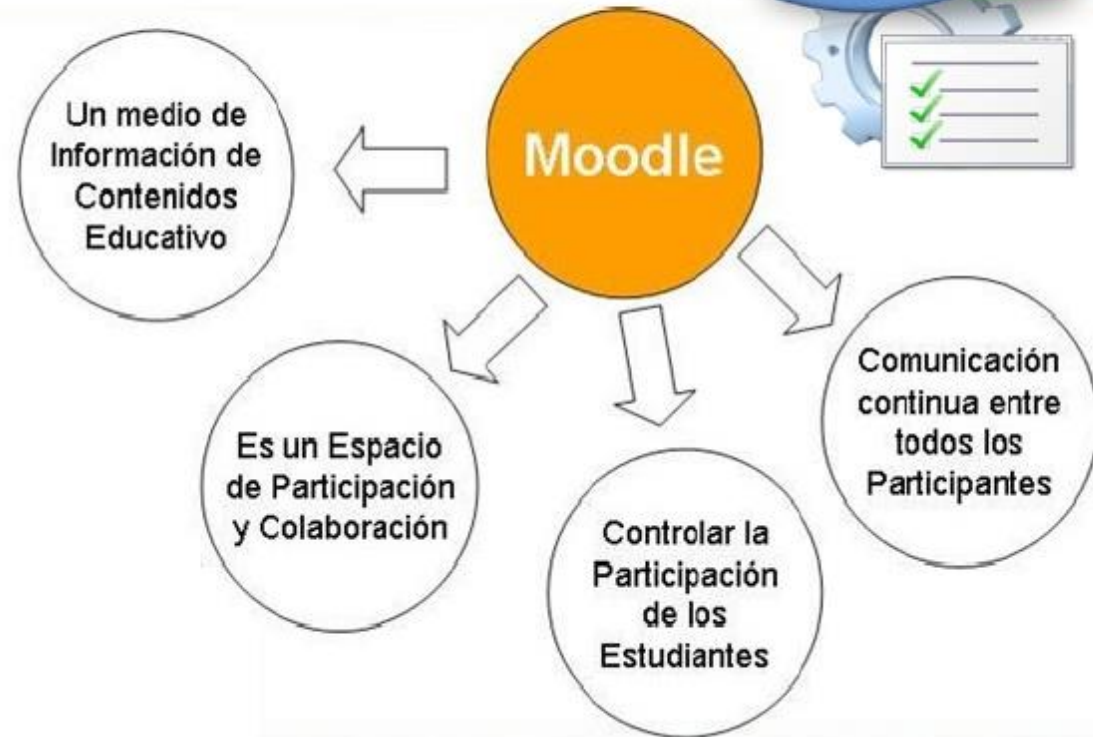 Moodle
Un medio de
Información de
Contenidos
Educativo
Es un Espacio
de Participación
y Colaboración
Controlar la
Participación
de los
Estudiantes
Comunicación
continua entre
todos los
Participantes